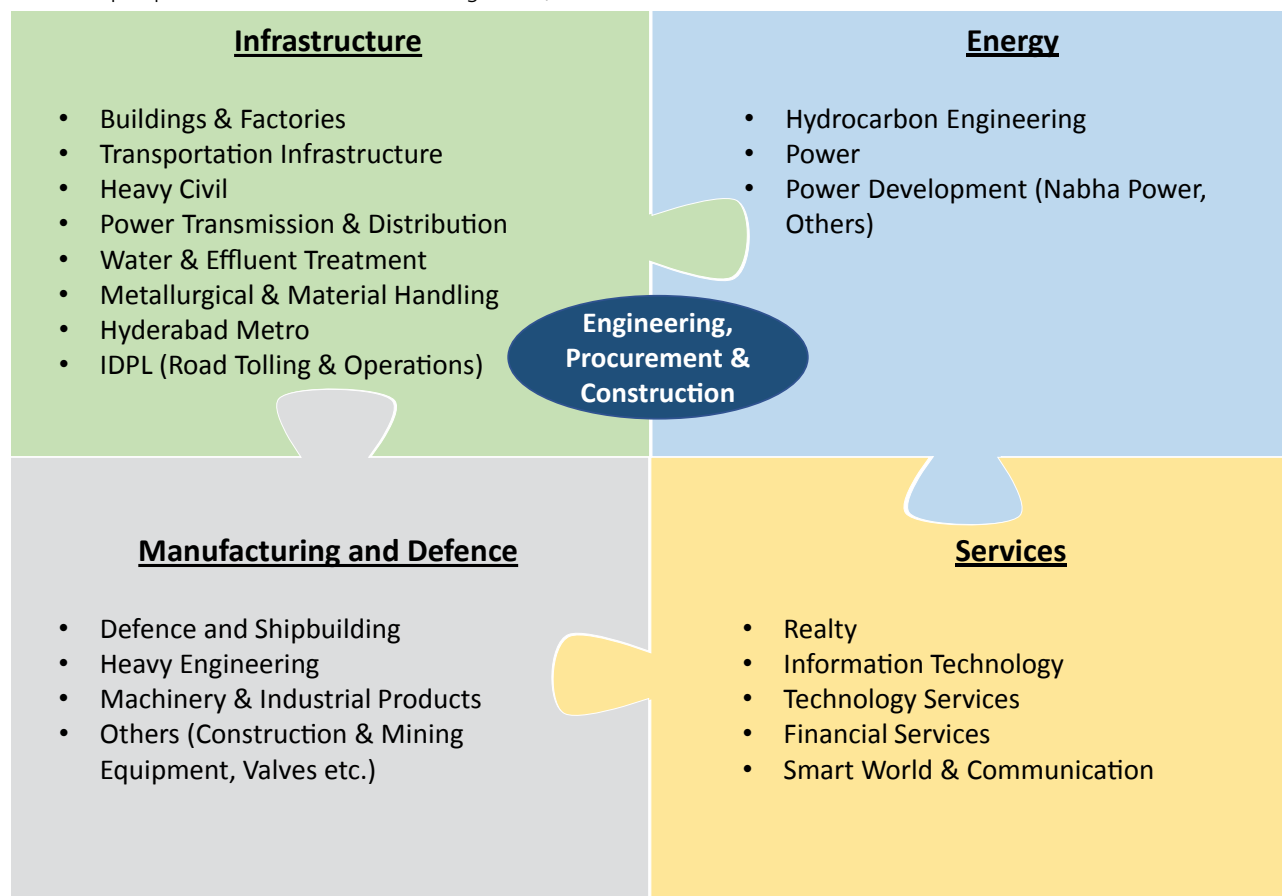 Infrastructure
• Buildings & Factories
• Transportation Infrastructure
• Heavy Civil
• Power Transmission & Distribution
• Water & Effluent Treatment
• Metallurgical & Material Handling
• Hyderabad Metro
• IDPL (Road Tolling & Operations)
Energy
• Hydrocarbon Engineering
• Power
• Power Development (Nabha Power,
Others)
Engineering,
Procurement &
Construction
Manufacturing and Defence
• Defence and Shipbuilding
• Heavy Engineering
• Machinery & Industrial Products
• Others (Construction & Mining
Equipment, Valves etc.)
Services
• Realty
• Information Technology
• Technology Services
• Financial Services
• Smart World & Communication